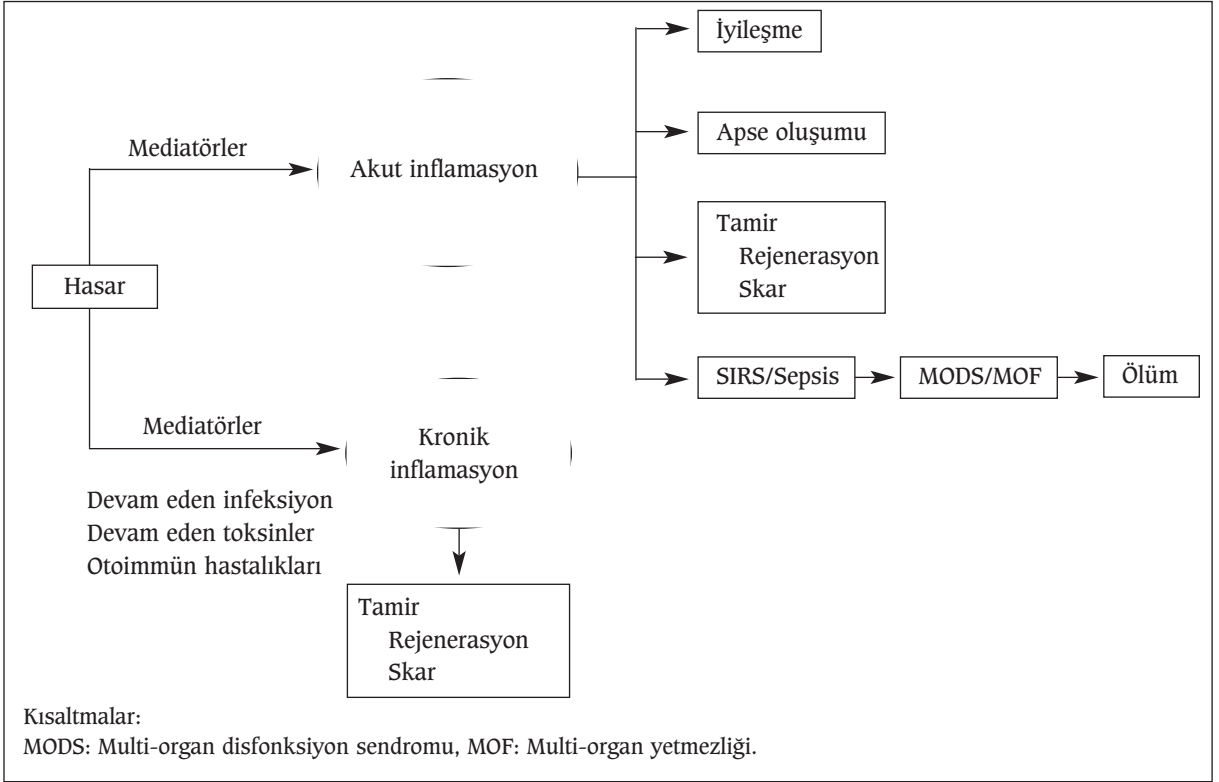 İyileşme
Mediatörler
Akut inflamasyon
Apse oluşumu
Tamir
Rejenerasyon
Skar
Hasar
SIRS/Sepsis
MODS/MOF
Ölüm
Mediatörler
Kronik
inflamasyon
Devam eden infeksiyon
Devam eden toksinler
Otoimmün hastalıkları
Tamir
Rejenerasyon
Skar
Kısaltmalar:
MODS: Multi-organ disfonksiyon sendromu, MOF: Multi-organ yetmezliği.